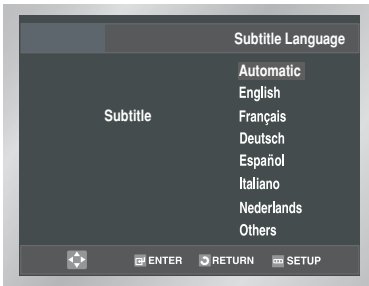 Subtitle Language
Automatic
English
Subtitle Français
Deutsch
Español
Italiano
Nederlands
Others
ENTER RETURN SETUP